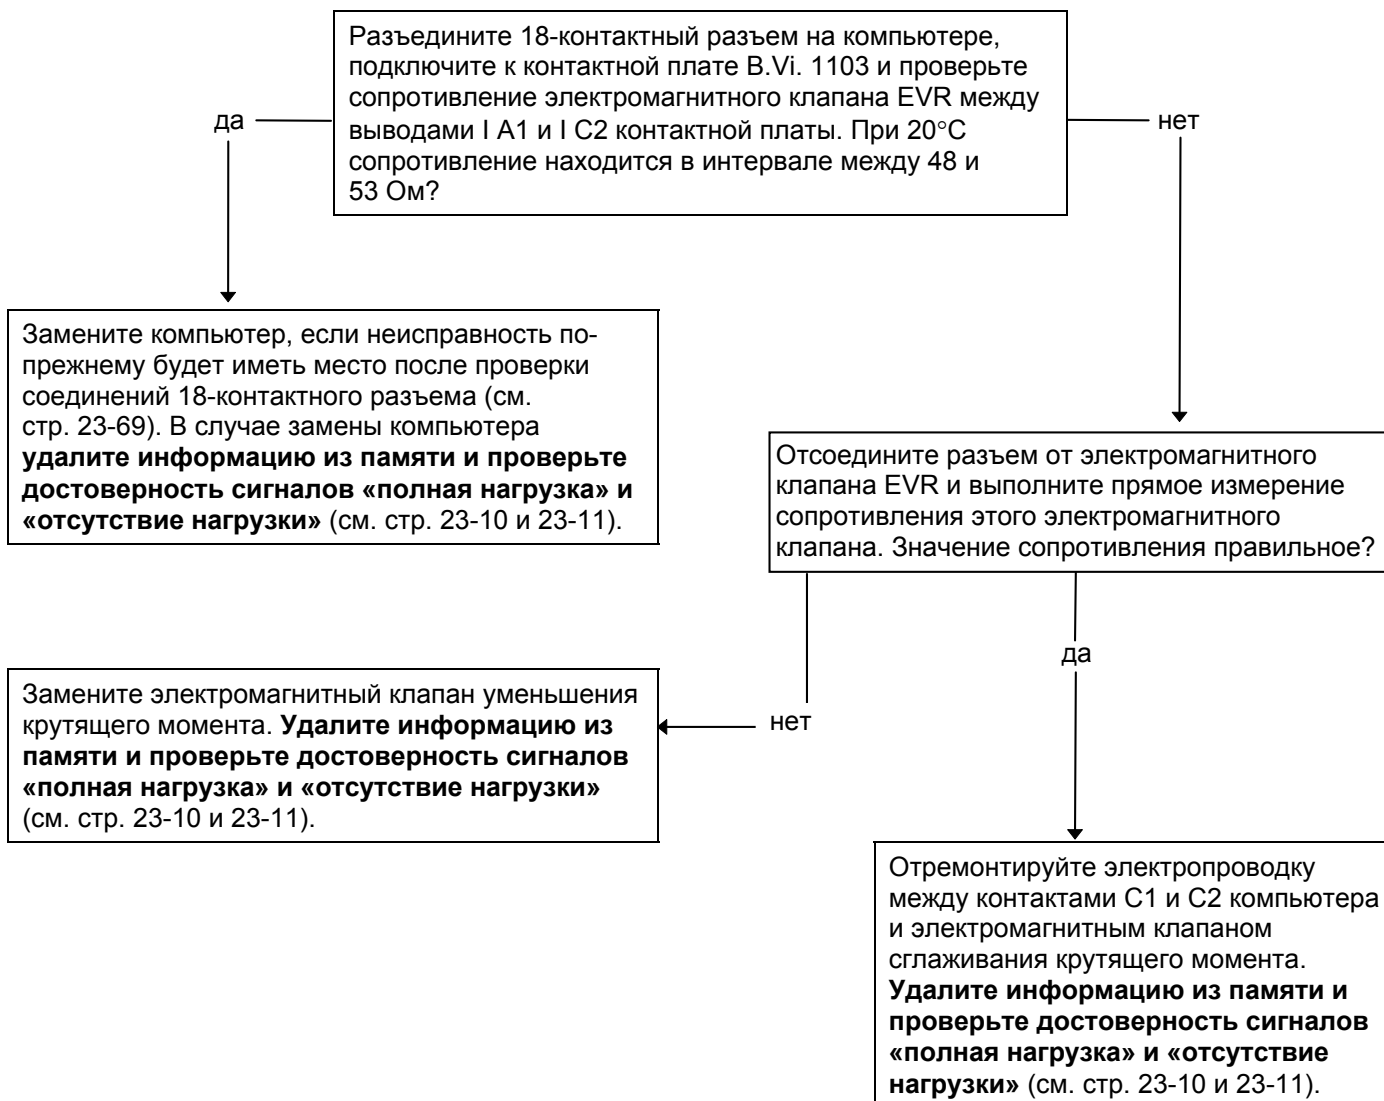 Разъедините 18-контактный разъем на компьютере,
подключите к контактной плате B.Vi. 1103 и проверьте
сопротивление электромагнитного клапана EVR между
выводами I A1 и I C2 контактной платы. При 20°C
сопротивление находится в интервале между 48 и
53 Ом?
да
нет
Замените компьютер, если неисправность по-
прежнему будет иметь место после проверки
соединений 18-контактного разъема (см.
стр. 23-69). В случае замены компьютера
удалите информацию из памяти и проверьте
достоверность сигналов «полная нагрузка» и
«отсутствие нагрузки» (см. стр. 23-10 и 23-11).
Отсоедините разъем от электромагнитного
клапана EVR и выполните прямое измерение
сопротивления этого электромагнитного
клапана. Значение сопротивления правильное?
да
нет
Замените электромагнитный клапан уменьшения
крутящего момента. Удалите информацию из
памяти и проверьте достоверность сигналов
«полная нагрузка» и «отсутствие нагрузки»
(см. стр. 23-10 и 23-11).
Отремонтируйте электропроводку
между контактами C1 и C2 компьютера
и электромагнитным клапаном
сглаживания крутящего момента.
Удалите информацию из памяти и
проверьте достоверность сигналов
«полная нагрузка» и «отсутствие
нагрузки» (см. стр. 23-10 и 23-11).